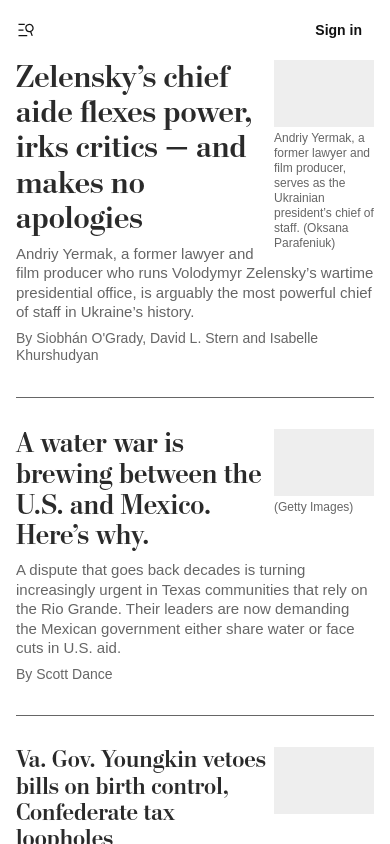 Sign in
Zelensky’s chief
aide flexes power,
irks critics — and
makes no
apologies
Andriy Yermak, a
former lawyer and
film producer,
serves as the
Ukrainian
president’s chief of
staff. (Oksana
Parafeniuk)
Andriy Yermak, a former lawyer and
film producer who runs Volodymyr Zelensky’s wartime
presidential office, is arguably the most powerful chief
of staff in Ukraine’s history.
By Siobhán O'Grady, David L. Stern and Isabelle
Khurshudyan
A water war is
brewing between the
U.S. and Mexico.
Here’s why.
(Getty Images)
A dispute that goes back decades is turning
increasingly urgent in Texas communities that rely on
the Rio Grande. Their leaders are now demanding
the Mexican government either share water or face
cuts in U.S. aid.
By Scott Dance
Va. Gov. Youngkin vetoes
bills on birth control,
Confederate tax
loopholes